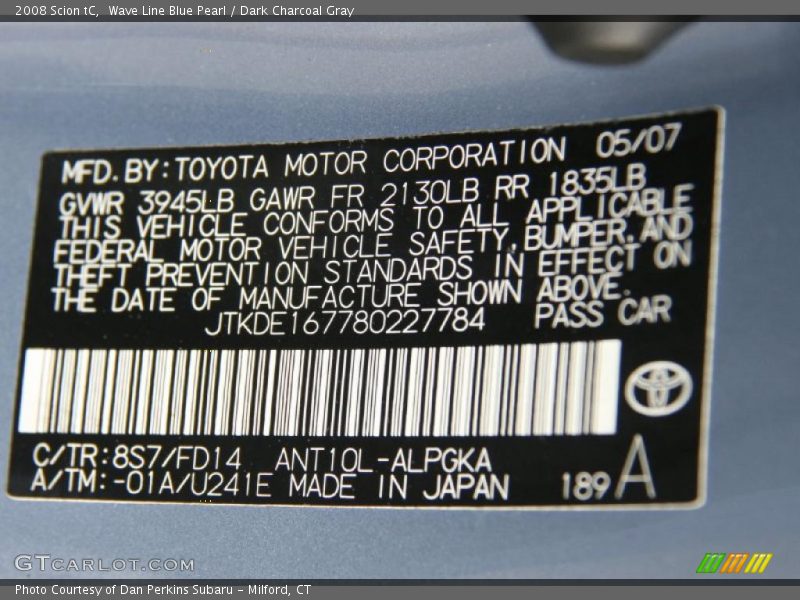 2008 Scion tC, Wave Line Blue Pearl / Dark Charcoal Gray
MFD. BY: TOYOTA MOTOR CORPORATION 05/07
GVWR 3945LB GAWR FR 2130LB RR 1835LB
THIS VEHICLE CONFORMS TO ALL APPLICABLE
FEDERAL MOTOR VEHICLE SAFETY, BUMPER, AND
THEFT PREVENTION STANDARDS IN EFFECT ON
THE DATE OF MANUFACTURE SHOWN ABOVE.
JTKDE167780227784 PASS CAR
C/TR: 8S7/FD14 ANT10L-ALPGKA
A/TM: -01A/U241E MADE IN JAPAN 189 A
GTCARLOT.COM
Photo Courtesy of Dan Perkins Subaru - Milford, CT